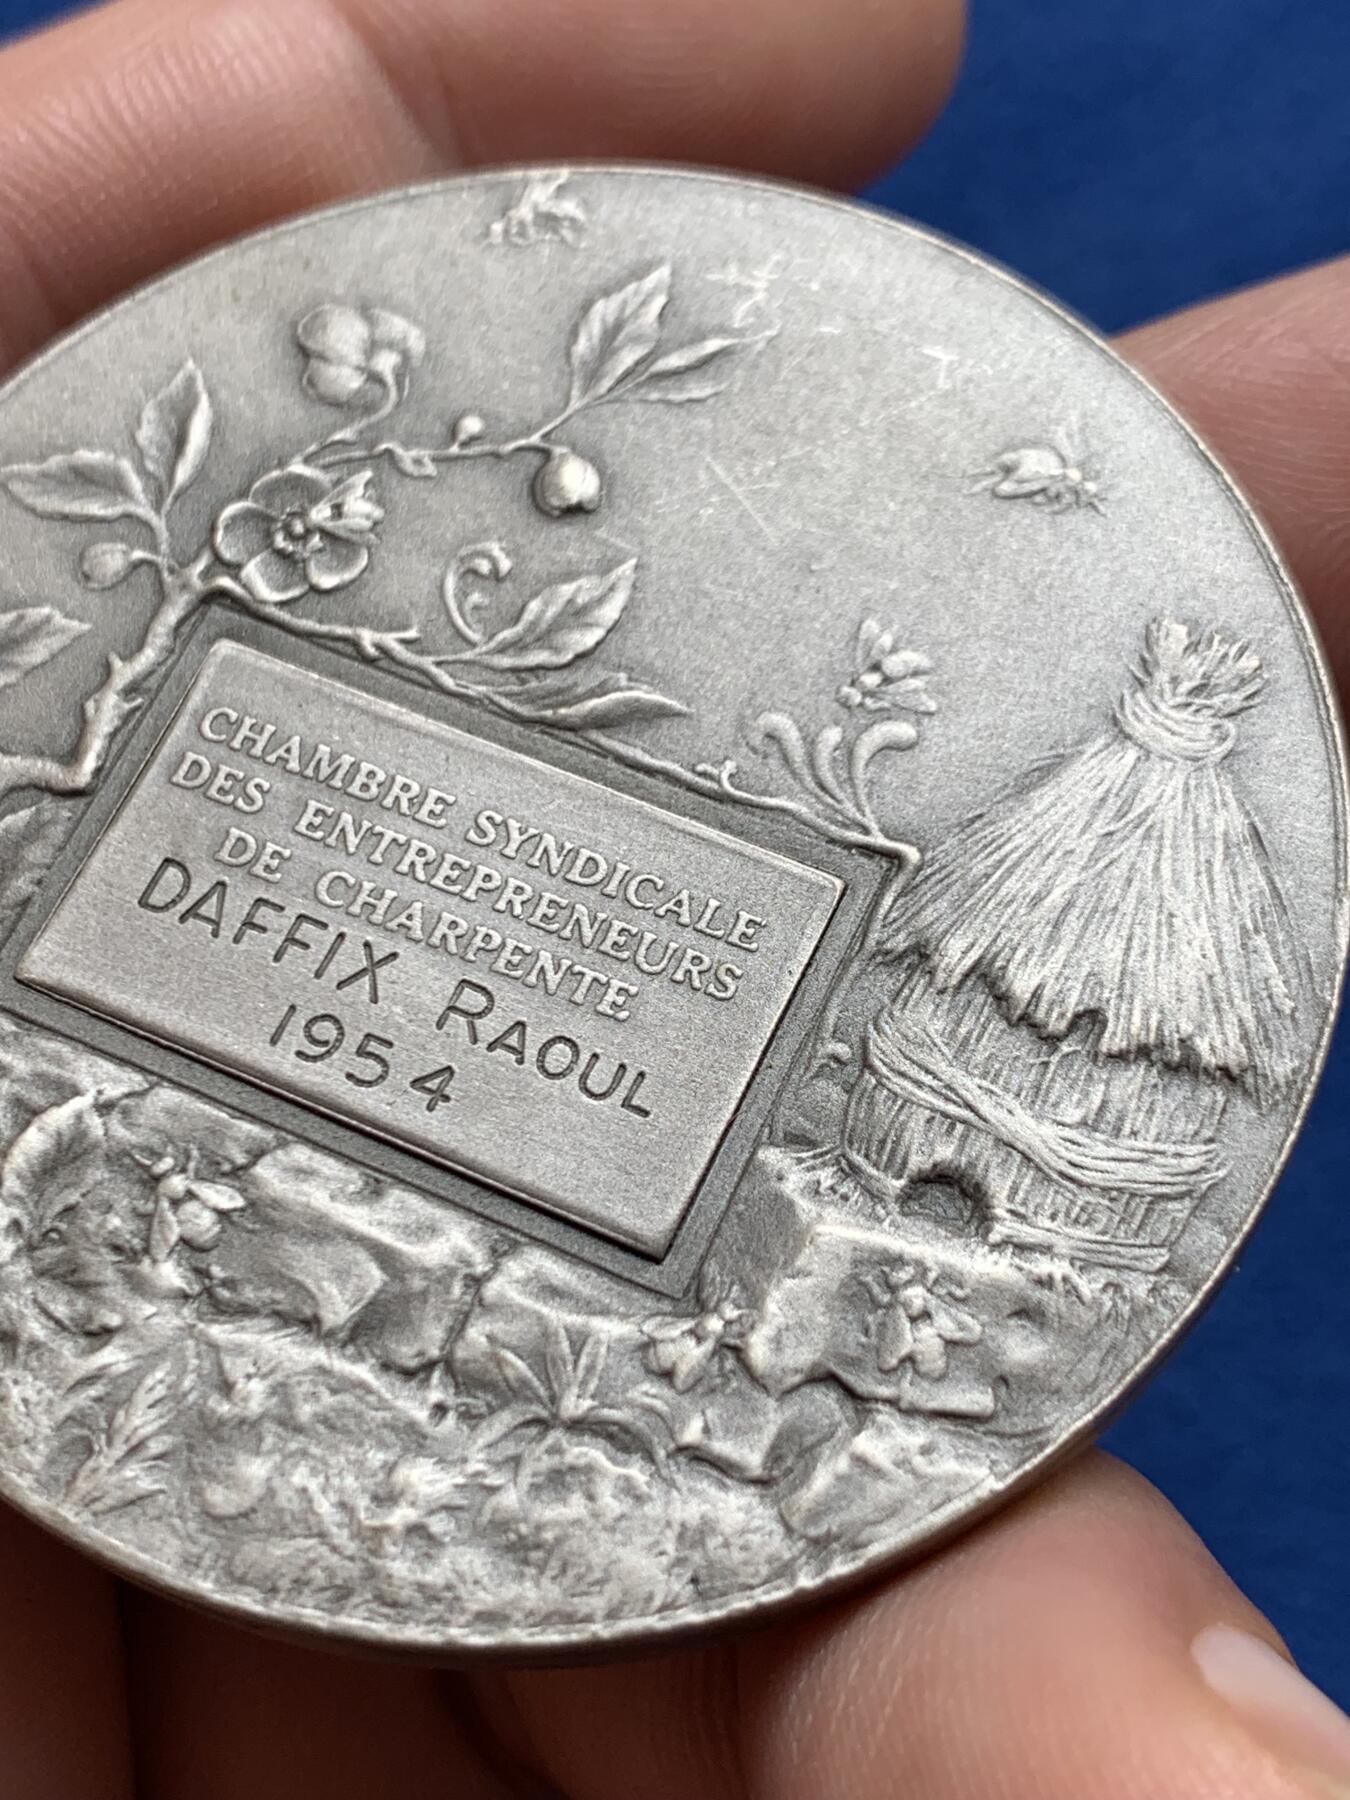 CHAMBRE SYNDICALE
DES ENTREPRENEURS
DE CHARPENTE
DAFFIX RAOUL
1954